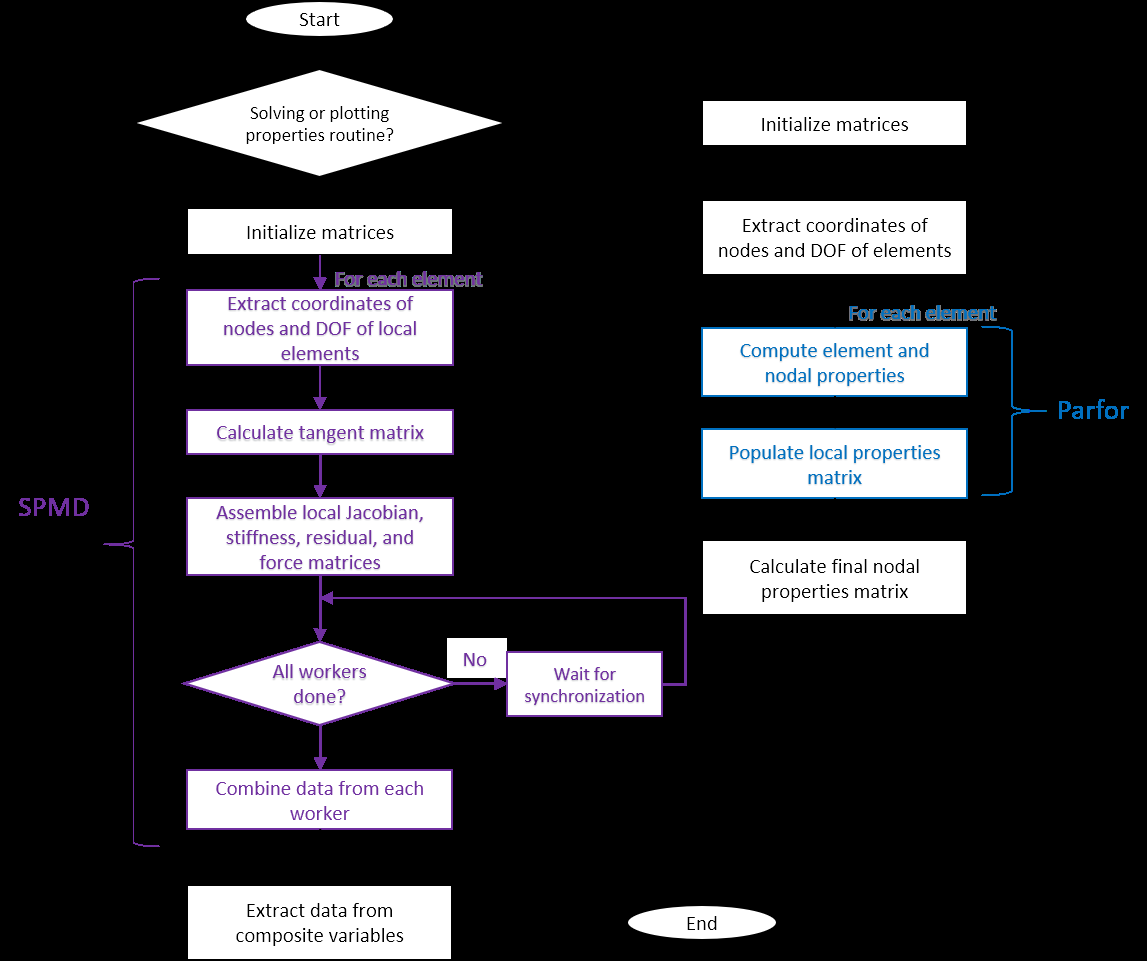 Start
Solving or plotting
properties routine?
Initialize matrices
For each element
Extract coordinates of
nodes and DOF of local
elements
Calculate tangent matrix
SPMD
Assemble local Jacobian,
stiffness, residual, and
force matrices
All workers
done?
No
Wait for
synchronization
Combine data from each
worker
Extract data from
composite variables
Initialize matrices
Extract coordinates of
nodes and DOF of elements
For each element
Compute element and
nodal properties
Parfor
Populate local properties
matrix
Calculate final nodal
properties matrix
End